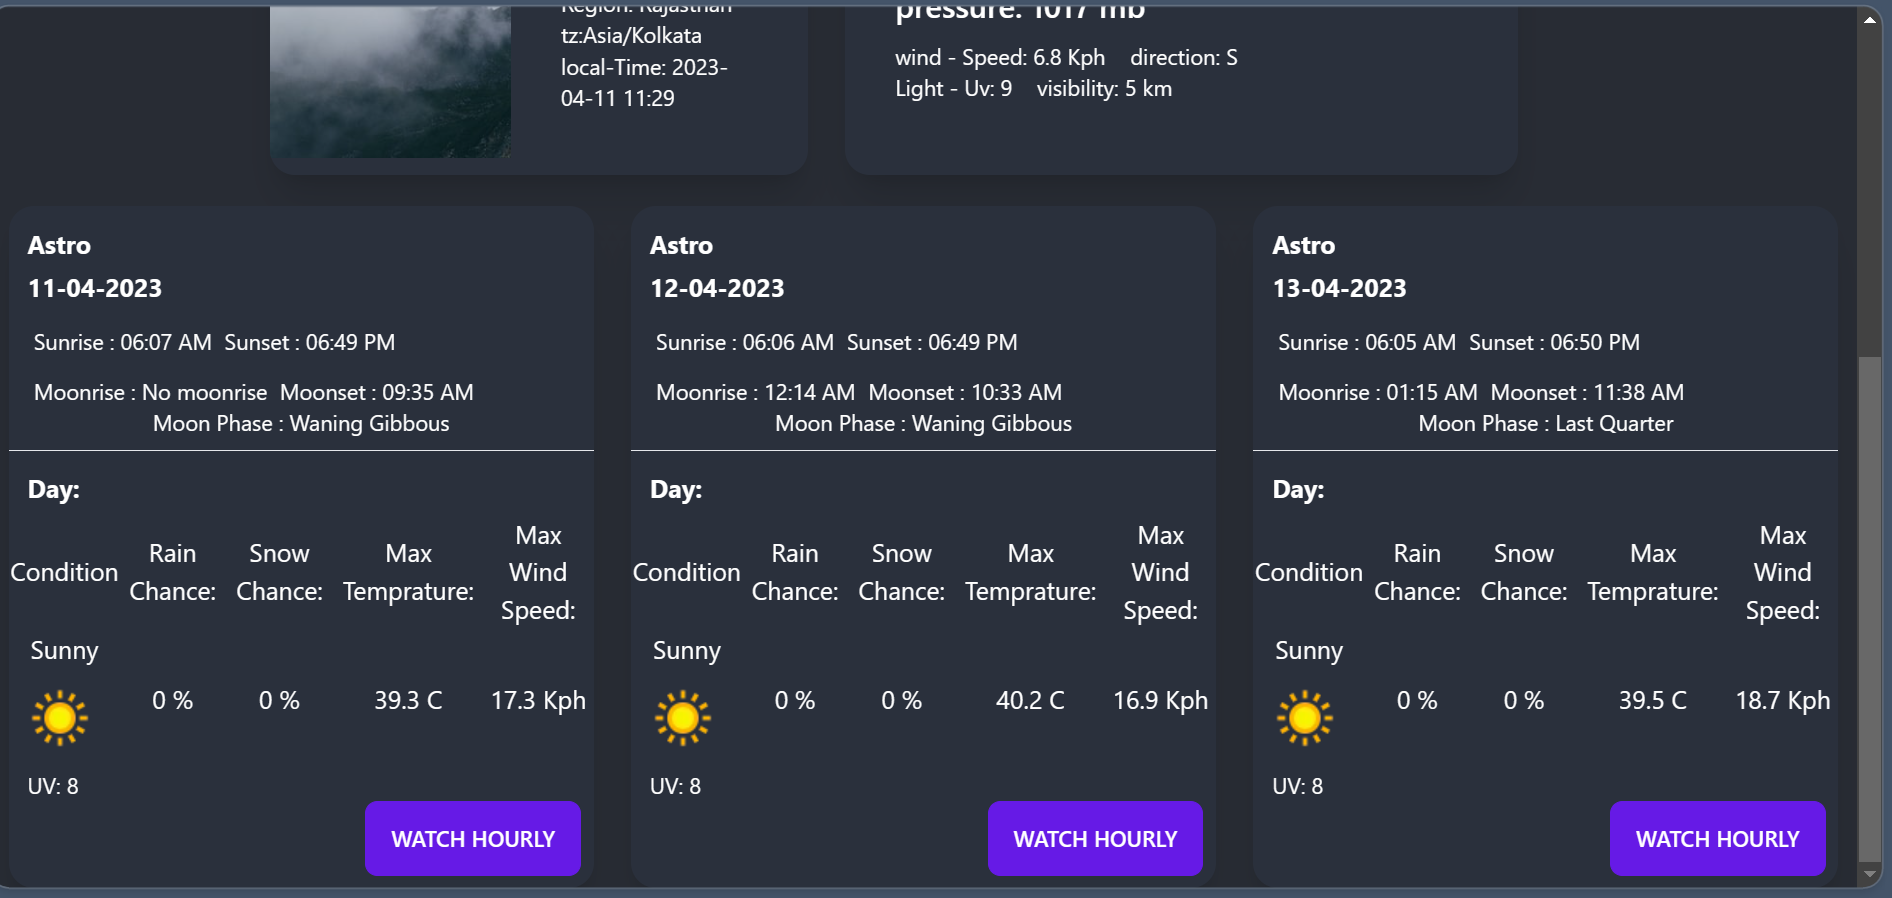 Region: Rajasthan
tz:Asia/Kolkata
local-Time: 2023-
04-11 11:29
pressure: 1017 mb
wind - Speed: 6.8 Kph direction: S
Light - Uv: 9 visibility: 5 km
Astro
11-04-2023
Sunrise : 06:07 AM Sunset : 06:49 PM
Moonrise : No moonrise Moonset : 09:35 AM
Moon Phase : Waning Gibbous
Day:
Condition
Rain
Chance:
Snow
Chance:
Max
Temprature:
Max
Wind
Speed:
Sunny
0 %
0 %
39.3 C
17.3 Kph
UV: 8
WATCH HOURLY
Astro
12-04-2023
Sunrise : 06:06 AM Sunset : 06:49 PM
Moonrise : 12:14 AM Moonset : 10:33 AM
Moon Phase : Waning Gibbous
Day:
Condition
Rain
Chance:
Snow
Chance:
Max
Temprature:
Max
Wind
Speed:
Sunny
0 %
0 %
40.2 C
16.9 Kph
UV: 8
WATCH HOURLY
Astro
13-04-2023
Sunrise : 06:05 AM Sunset : 06:50 PM
Moonrise : 01:15 AM Moonset : 11:38 AM
Moon Phase : Last Quarter
Day:
Condition
Rain
Chance:
Snow
Chance:
Max
Temprature:
Max
Wind
Speed:
Sunny
0 %
0 %
39.5 C
18.7 Kph
UV: 8
WATCH HOURLY